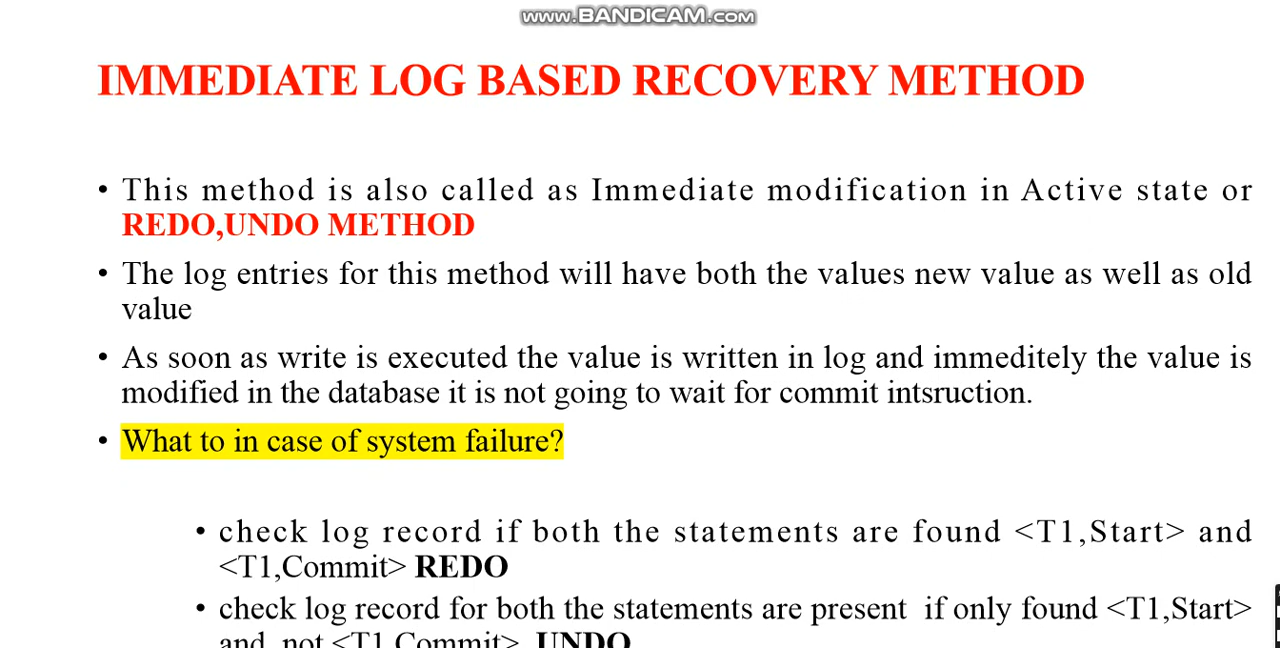 www.BANDICAM.com
IMMEDIATE LOG BASED RECOVERY METHOD
• This method is also called as Immediate modification in Active state or
REDO,UNDO METHOD
• The log entries for this method will have both the values new value as well as old
value
• As soon as write is executed the value is written in log and immeditely the value is
modified in the database it is not going to wait for commit intsruction.
• What to in case of system failure?
• check log record if both the statements are found <T1,Start> and
<T1,Commit> REDO
• check log record for both the statements are present if only found <T1,Start>
and not <T1,Commit> UNDO